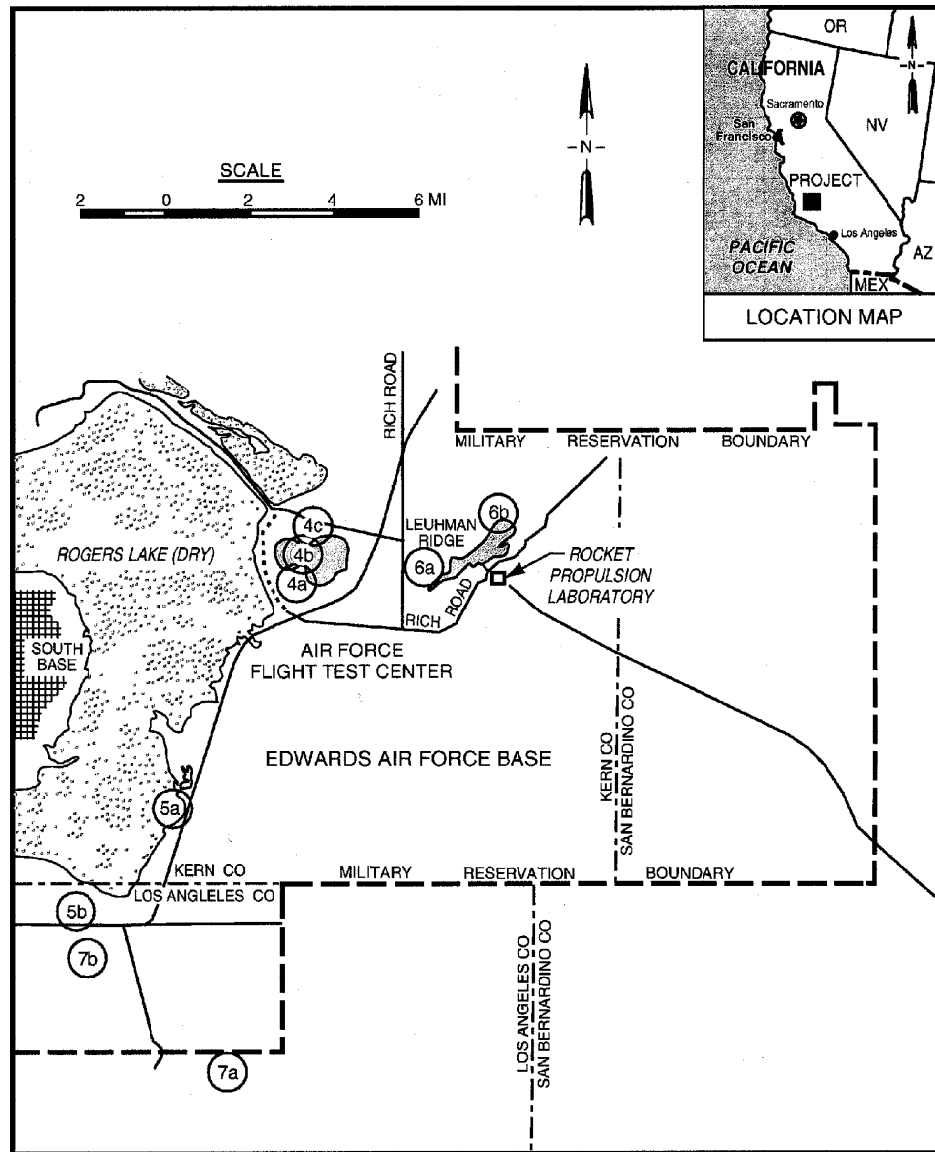 SCALE
2 0 2 4 6 MI
-N-
OR
-N-
CALIFORNIA
Sacramento
San
Francisco
NV
PROJECT
Los Angeles
PACIFIC
OCEAN
AZ
MEX
LOCATION MAP
RICH ROAD
MILITARY RESERVATION BOUNDARY
6b
4c
LEUHMAN
RIDGE
4b
ROGERS LAKE (DRY)
6a
ROCKET
PROPULSION
LABORATORY
4a
RICH ROAD
SOUTH
BASE
AIR FORCE
FLIGHT TEST CENTER
EDWARDS AIR FORCE BASE
KERN CO
SAN BERNARDINO CO
5a
KERN CO
MILITARY RESERVATION BOUNDARY
LOS ANGLELES CO
5b
7b
LOS ANGELES CO
SAN BERNARDINO CO
7a